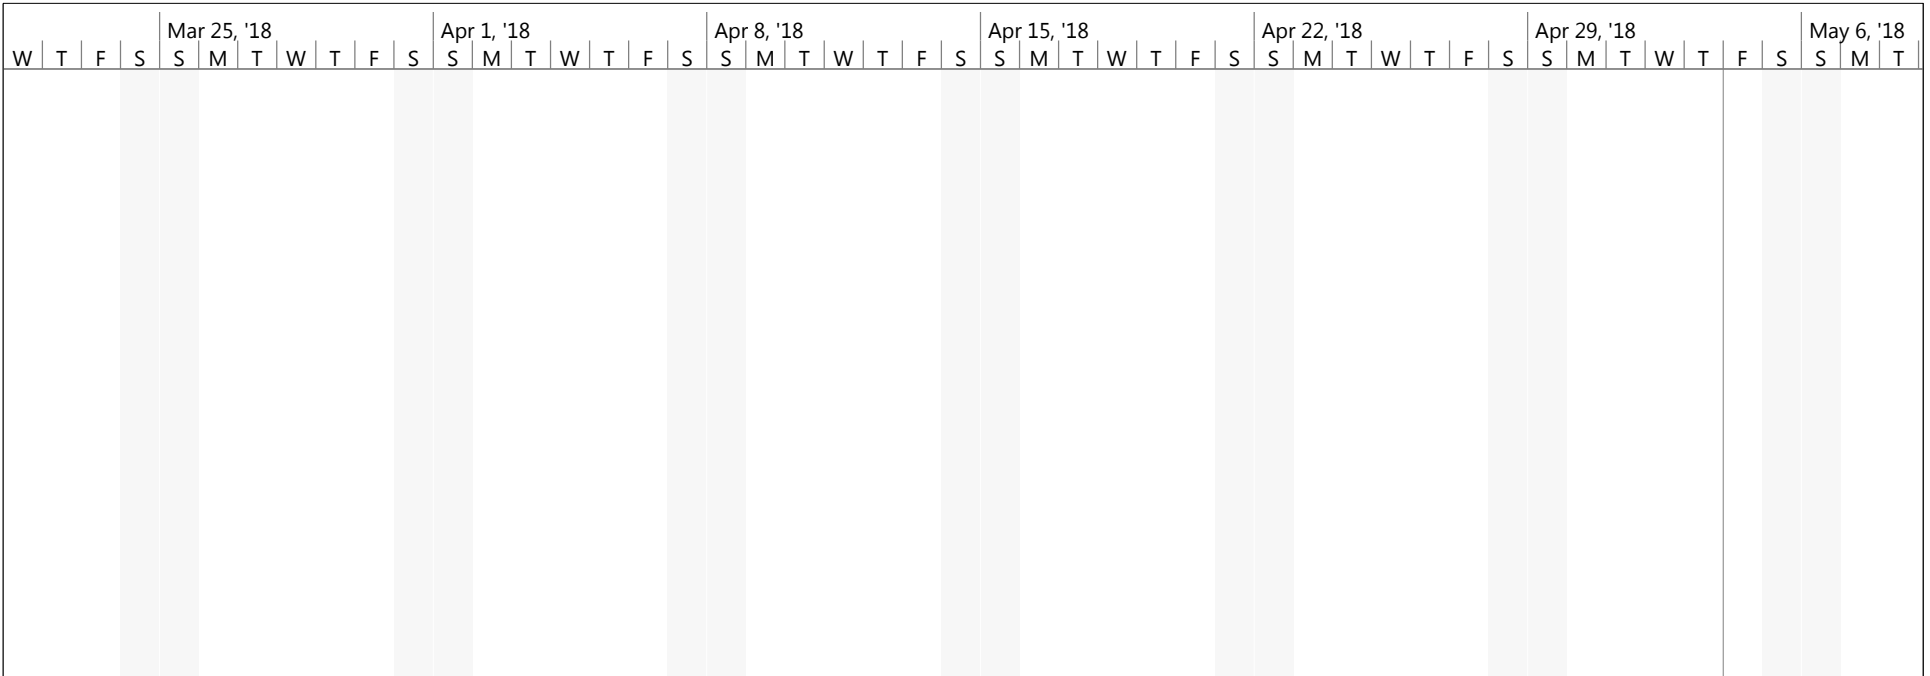 Mar 25, '18 Apr 1, '18 Apr 8, '18 Apr 15, '18 Apr 22, '18 Apr 29, '18 May 6, '18
W T F S S M T W T F S S M T W T F S S M T W T F S S M T W T F S S M T W T F S S M T W T F S S M T